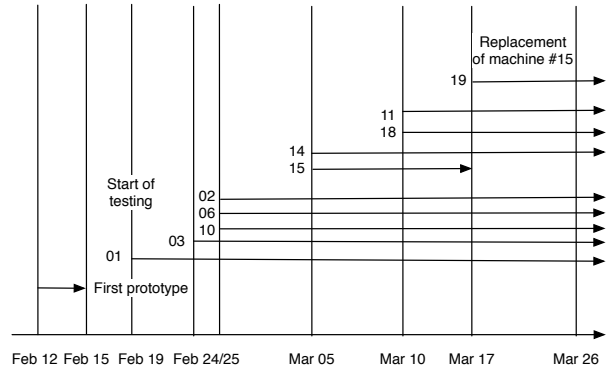 Replacement
of machine #15
19
11
18
14
15
Start of
testing
02
06
10
03
01
First prototype
Feb 12 Feb 15 Feb 19 Feb 24/25 Mar 05 Mar 10 Mar 17 Mar 26